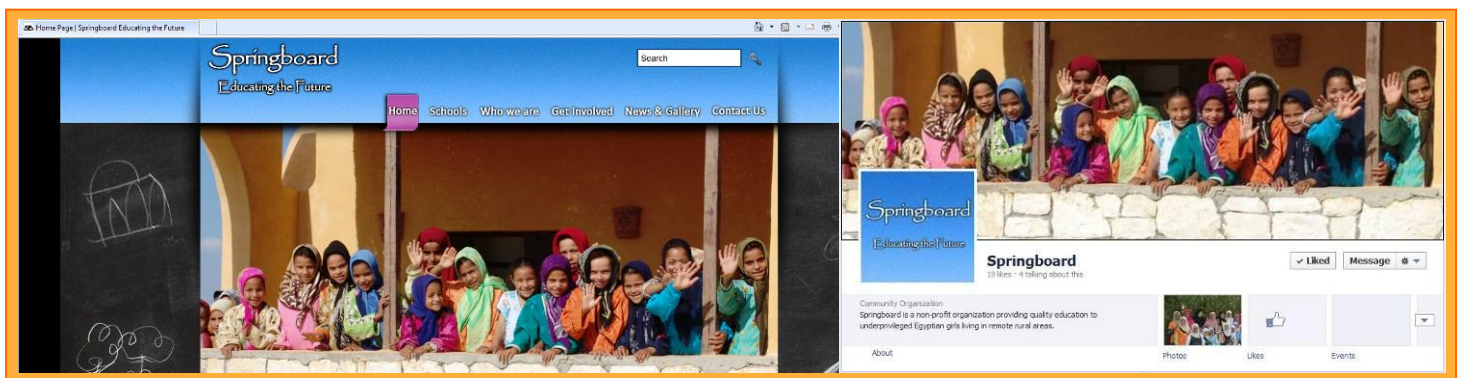 Home Page | Springboard Educating the Future
Springboard
Educating the Future
Search
Home Schools Who we are Get Involved News & Gallery Contact Us
Springboard
Educating the Future
Springboard
19 likes · 4 talking about this
Liked Message
Community Organization
Springboard is a non-profit organization providing quality education to
underprivileged Egyptian girls living in remote rural areas.
About
Photos Likes Events